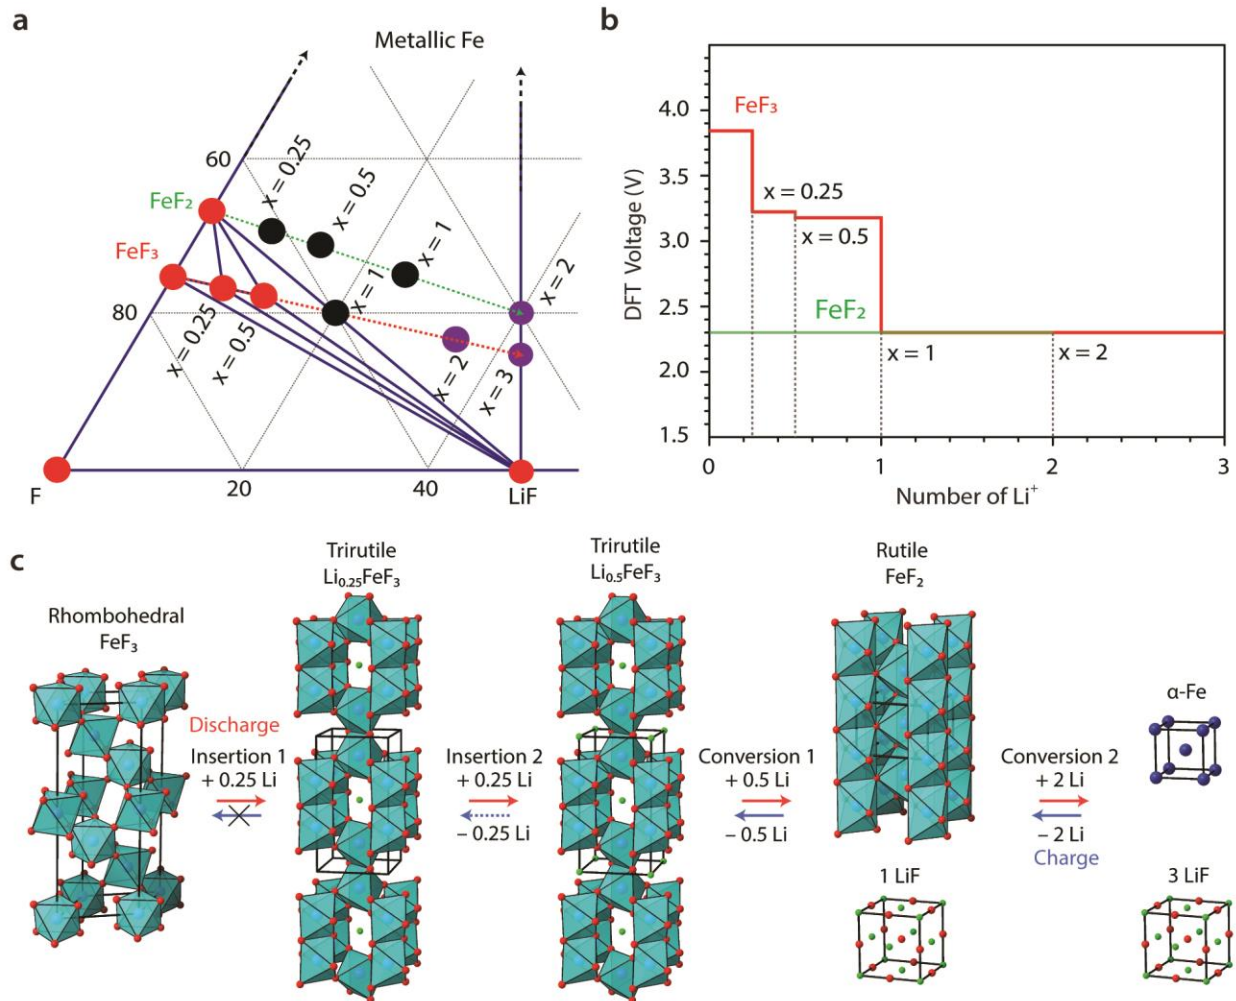 a
Metallic Fe
60
80
FeF₂
FeF₃
x = 0.25
x = 0.5
x = 1
x = 2
x = 1
x = 0.25
x = 0.5
x = 2
x = 3
F
20
40
LiF
b
DFT Voltage (V)
4.0
3.5
3.0
2.5
2.0
1.5
FeF₃
x = 0.25
x = 0.5
FeF₂
x = 1
x = 2
0
1
2
3
Number of Li⁺
c
Rhombohedral
FeF₃
Discharge
Insertion 1
+ 0.25 Li
Trirutile
Li₀.₂₅FeF₃
Insertion 2
+ 0.25 Li
– 0.25 Li
Trirutile
Li₀.₅FeF₃
Conversion 1
+ 0.5 Li
– 0.5 Li
Rutile
FeF₂
1 LiF
Conversion 2
+ 2 Li
– 2 Li
Charge
α-Fe
3 LiF